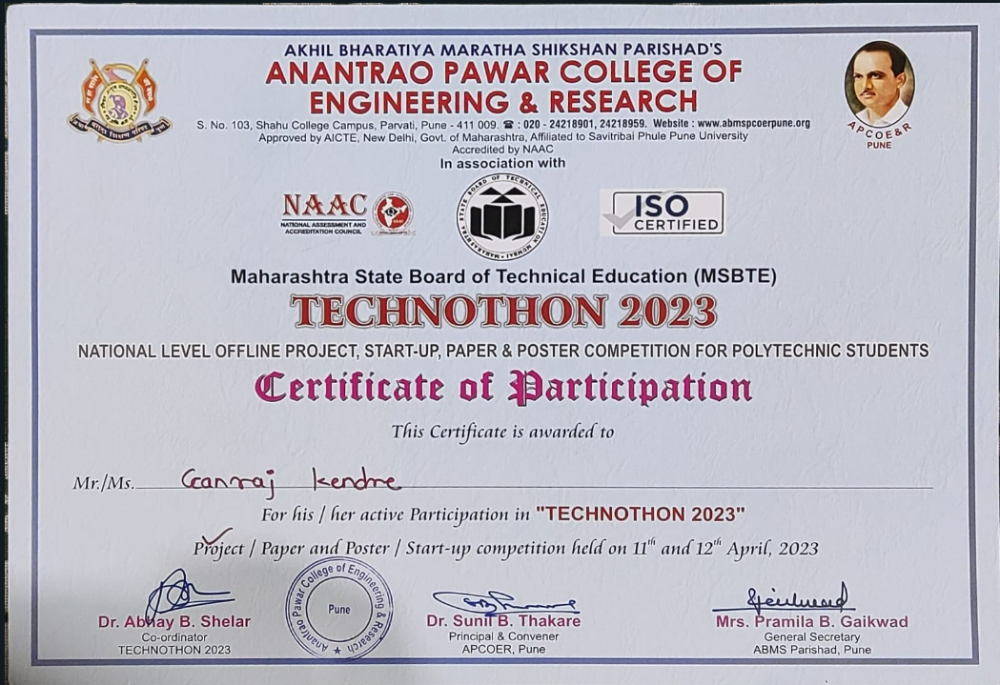 AKHIL BHARATIYA MARATHA SHIKSHAN PARISHAD'S
ANANTRAO PAWAR COLLEGE OF
ENGINEERING & RESEARCH
S. No. 103, Shahu College Campus, Parvati, Pune - 411 009. ☎ : 020 - 24218901, 24218959. Website : www.abmspcoerpune.org
Approved by AICTE, New Delhi, Govt. of Maharashtra, Affiliated to Savitribai Phule Pune University
Accredited by NAAC
APCOE&R
PUNE
In association with
NAAC
NATIONAL ASSESSMENT AND
ACCREDITATION COUNCIL
MAHARASHTRA STATE BOARD OF TECHNICAL EDUCATION MUMBAI
ISO
CERTIFIED
Maharashtra State Board of Technical Education (MSBTE)
TECHNOTHON 2023
NATIONAL LEVEL OFFLINE PROJECT, START-UP, PAPER & POSTER COMPETITION FOR POLYTECHNIC STUDENTS
Certificate of Participation
This Certificate is awarded to
Mr./Ms. Ganraj Kendre
For his / her active Participation in "TECHNOTHON 2023"
Project / Paper and Poster / Start-up competition held on 11th and 12th April, 2023
Anantrao Pawar College of Engineering & Research
Pune
Dr. Abhay B. Shelar
Co-ordinator
TECHNOTHON 2023
Dr. Sunil B. Thakare
Principal & Convener
APCOER, Pune
Mrs. Pramila B. Gaikwad
General Secretary
ABMS Parishad, Pune